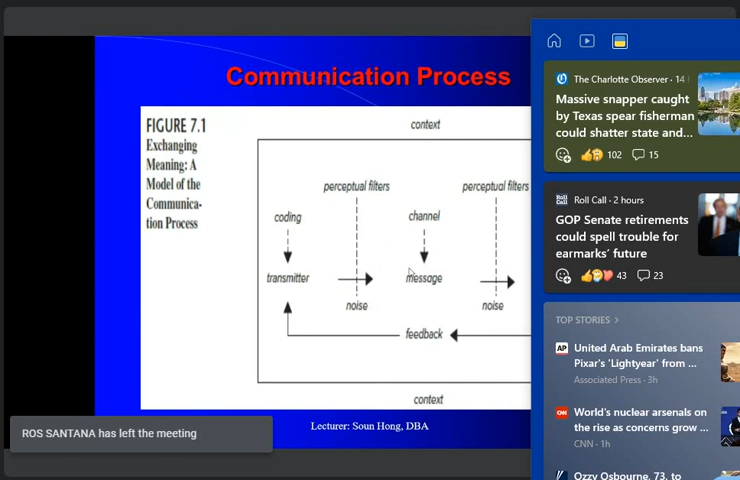 Communication Process
FIGURE 7.1
Exchanging
Meaning: A
Model of the
Communica-
tion Process
context
perceptual filters
perceptual filters
coding
channel
transmitter
message
noise
noise
feedback
context
Lecturer: Soun Hong, DBA
ROS SANTANA has left the meeting
The Charlotte Observer · 14
Massive snapper caught
by Texas spear fisherman
could shatter state and...
102
15
Roll Call · 2 hours
GOP Senate retirements
could spell trouble for
earmarks' future
43
23
TOP STORIES >
AP
United Arab Emirates bans
Pixar's 'Lightyear' from ...
Associated Press · 3h
CNN
World's nuclear arsenals on
the rise as concerns grow ...
CNN · 1h
Ozzy Osbourne, 73, to